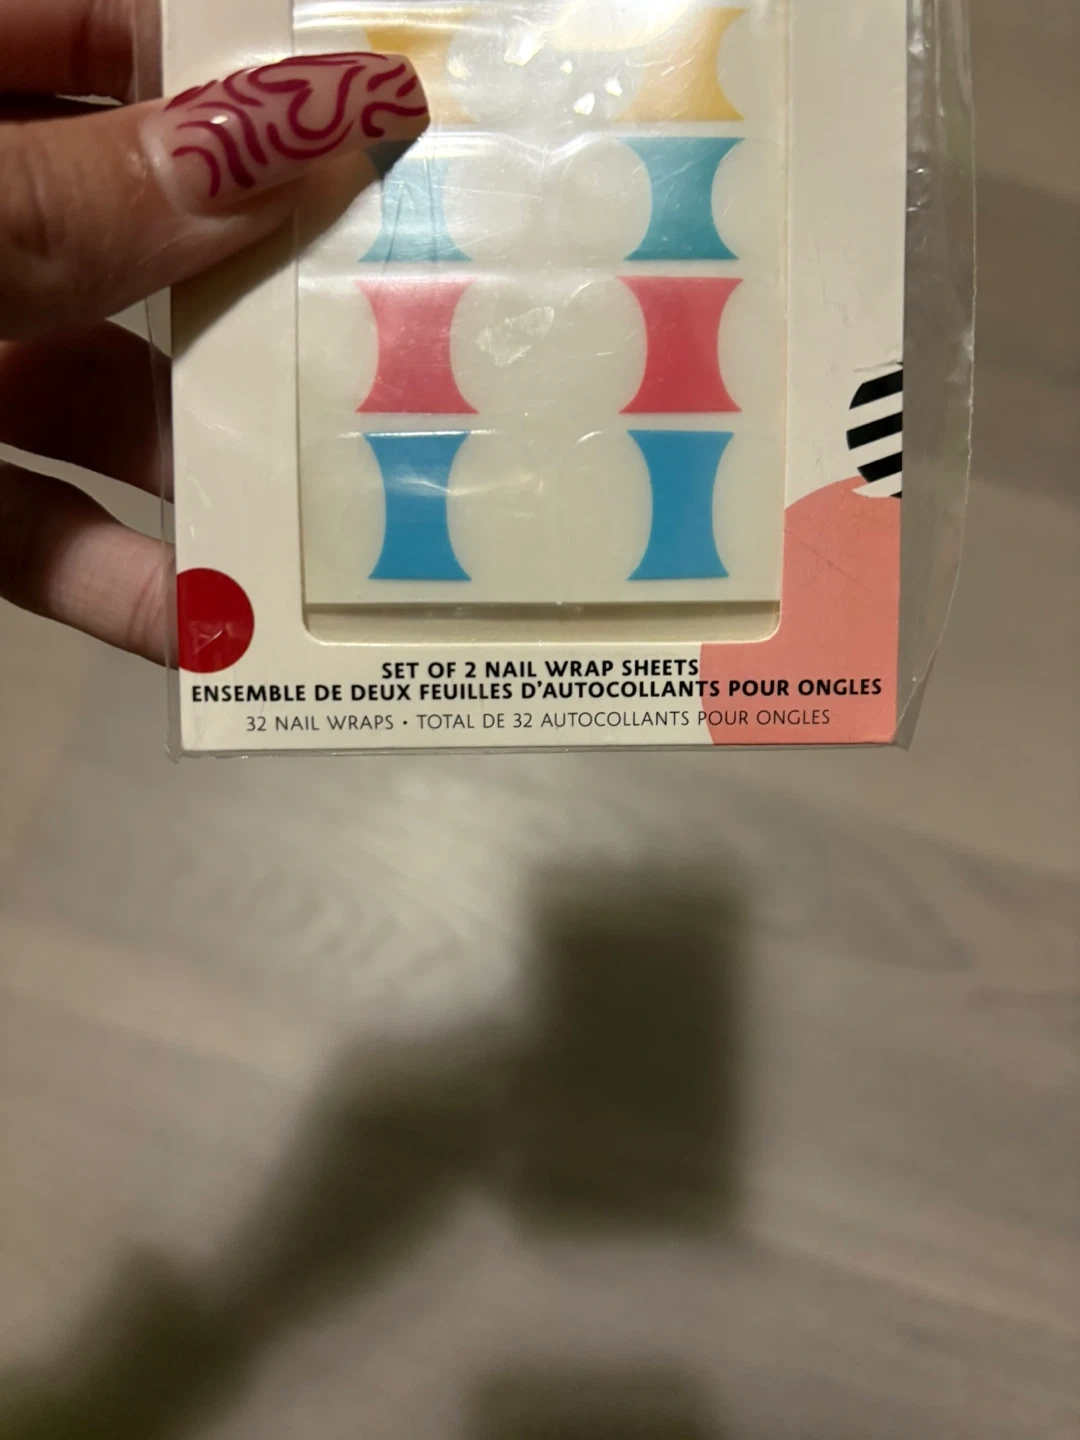 SET OF 2 NAIL WRAP SHEETS
ENSEMBLE DE DEUX FEUILLES D'AUTOCOLLANTS POUR ONGLES
32 NAIL WRAPS • TOTAL DE 32 AUTOCOLLANTS POUR ONGLES